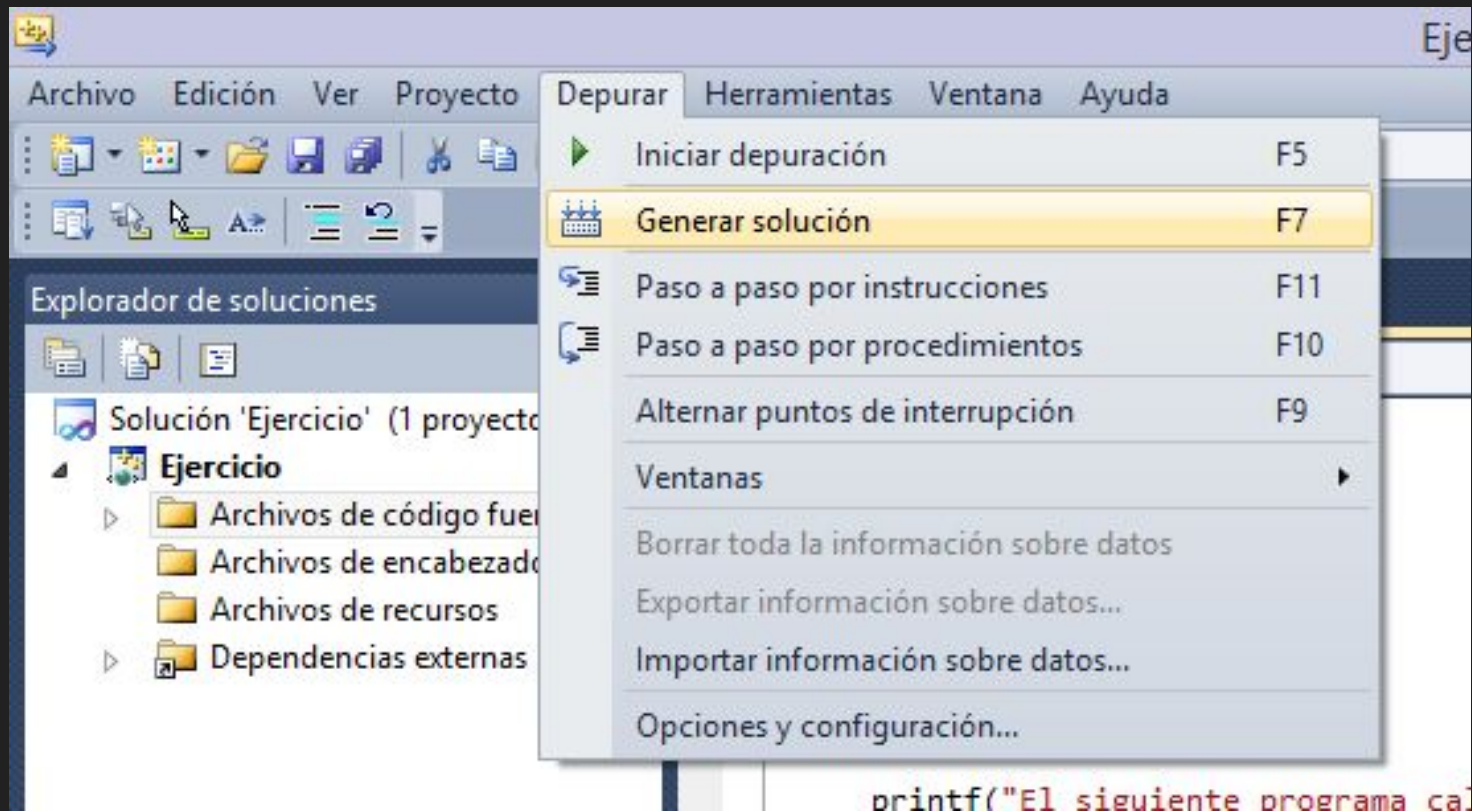 Eje
Archivo Edición Ver Proyecto Depurar Herramientas Ventana Ayuda
Iniciar depuración F5
Generar solución F7
Paso a paso por instrucciones F11
Paso a paso por procedimientos F10
Alternar puntos de interrupción F9
Ventanas
Borrar toda la información sobre datos
Exportar información sobre datos...
Importar información sobre datos...
Opciones y configuración...
Explorador de soluciones
Solución 'Ejercicio' (1 proyecto
Ejercicio
Archivos de código fue
Archivos de encabezado
Archivos de recursos
Dependencias externas
printf("El siguiente programa cal